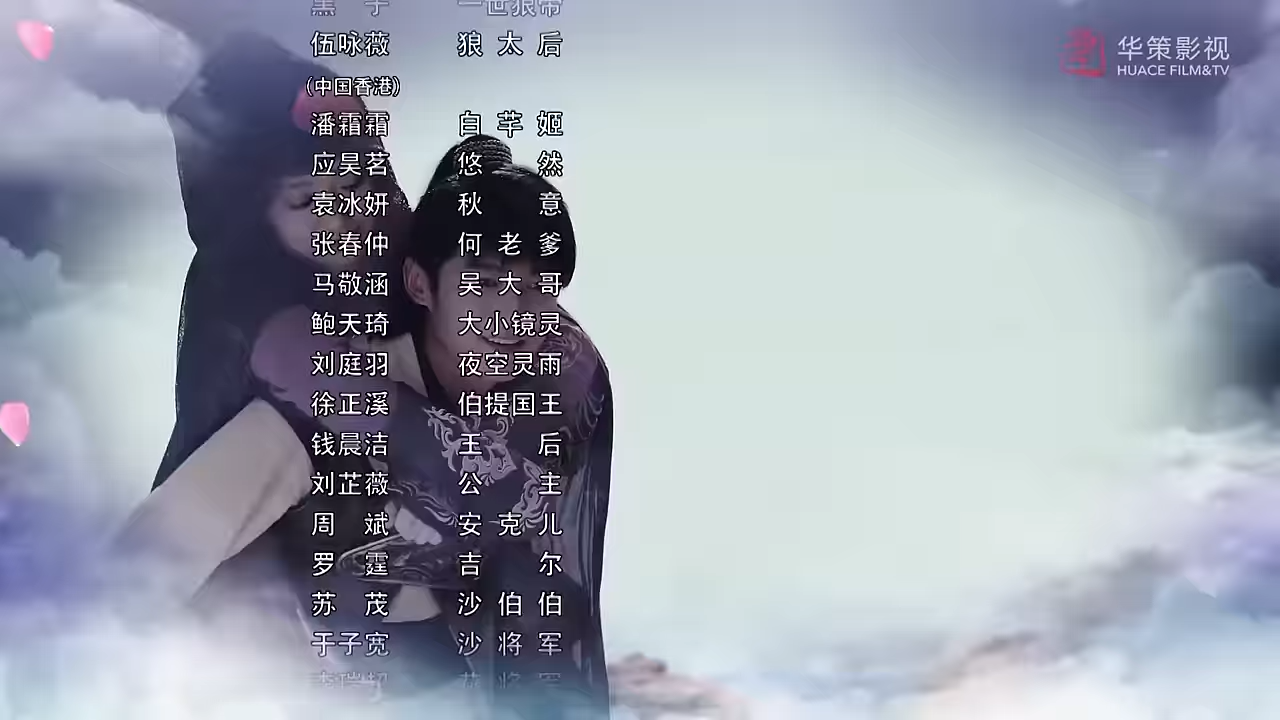 一世狼帝
伍咏薇 狼太后
(中国香港)
潘霜霜 白芊姬
应昊茗 悠然
袁冰妍 秋意
张春仲 何老爹
马敬涵 吴大哥
鲍天琦 大小镜灵
刘庭羽 夜空灵雨
徐正溪 伯提国王
钱晨洁 王后
刘芷薇 公主
周斌 安克儿
罗霆 吉尔
苏茂 沙伯伯
于子宽 沙将军
华策影视
HUACE FILM&TV